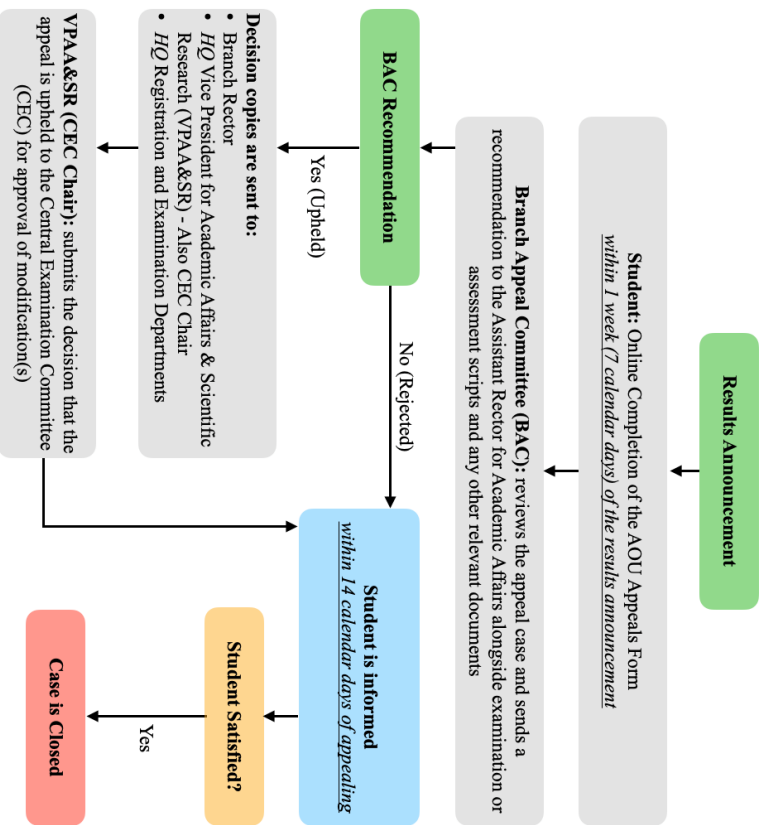 Results Announcement
Student: Online Completion of the AOU Appeals Form
within 1 week (7 calendar days) of the results announcement
Branch Appeal Committee (BAC): reviews the appeal case and sends a
recommendation to the Assistant Rector for Academic Affairs alongside examination or
assessment scripts and any other relevant documents
BAC Recommendation
Yes (Upheld)
No (Rejected)
Decision copies are sent to:
• Branch Rector
• HQ Vice President for Academic Affairs & Scientific
Research (VPAA&SR) - Also CEC Chair
• HQ Registration and Examination Departments
VPAA&SR (CEC Chair): submits the decision that the
appeal is upheld to the Central Examination Committee
(CEC) for approval of modification(s)
Student is informed
within 14 calendar days of appealing
Student Satisfied?
Yes
Case is Closed